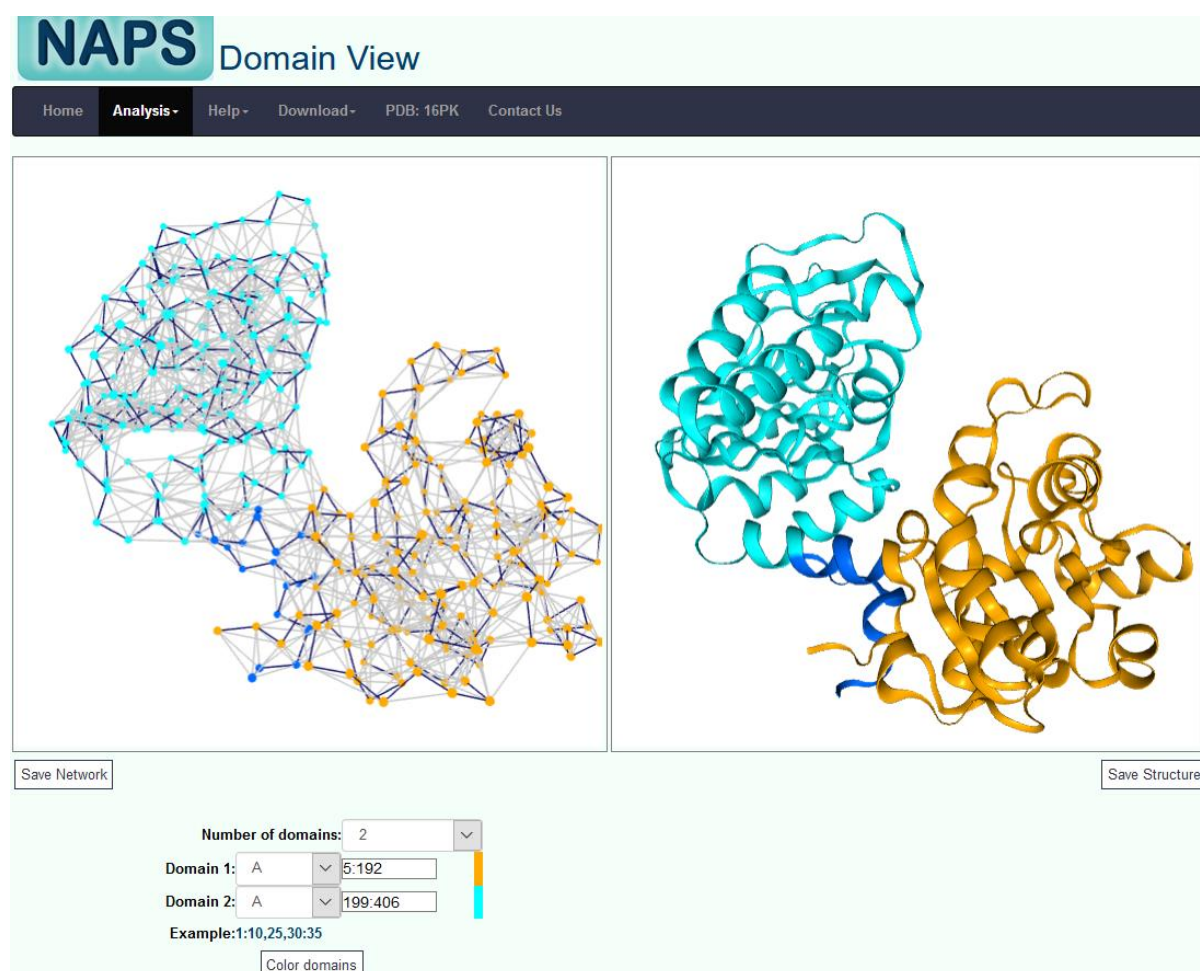 NAPS Domain View
Home Analysis Help Download PDB: 16PK Contact Us
Save Network Save Structure
Number of domains: 2
Domain 1: A 5:192
Domain 2: A 199:406
Example:1:10,25,30:35
Color domains